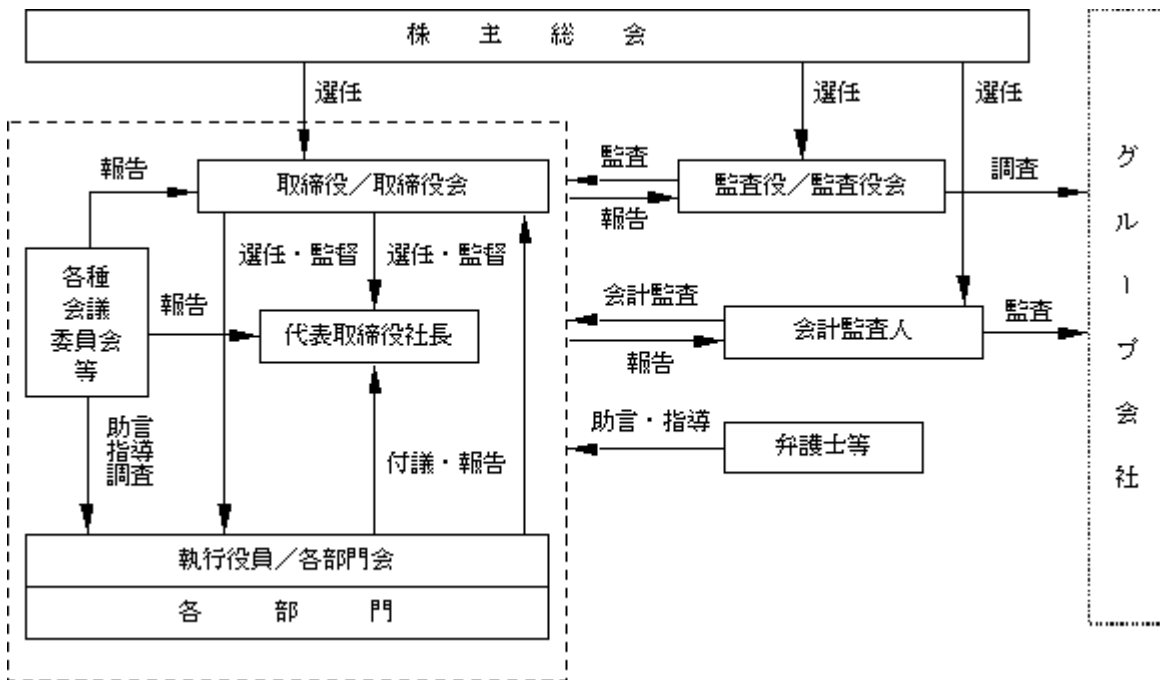 株主総会
選任
選任
選任
報告
取締役／取締役会
監査
報告
監査役／監査役会
調査
グループ会社
選任・監督
選任・監督
各種
会議
委員会
等
報告
代表取締役社長
会計監査
報告
会計監査人
監査
助言
指導
調査
付議・報告
助言・指導
弁護士等
執行役員／各部門会
各部門